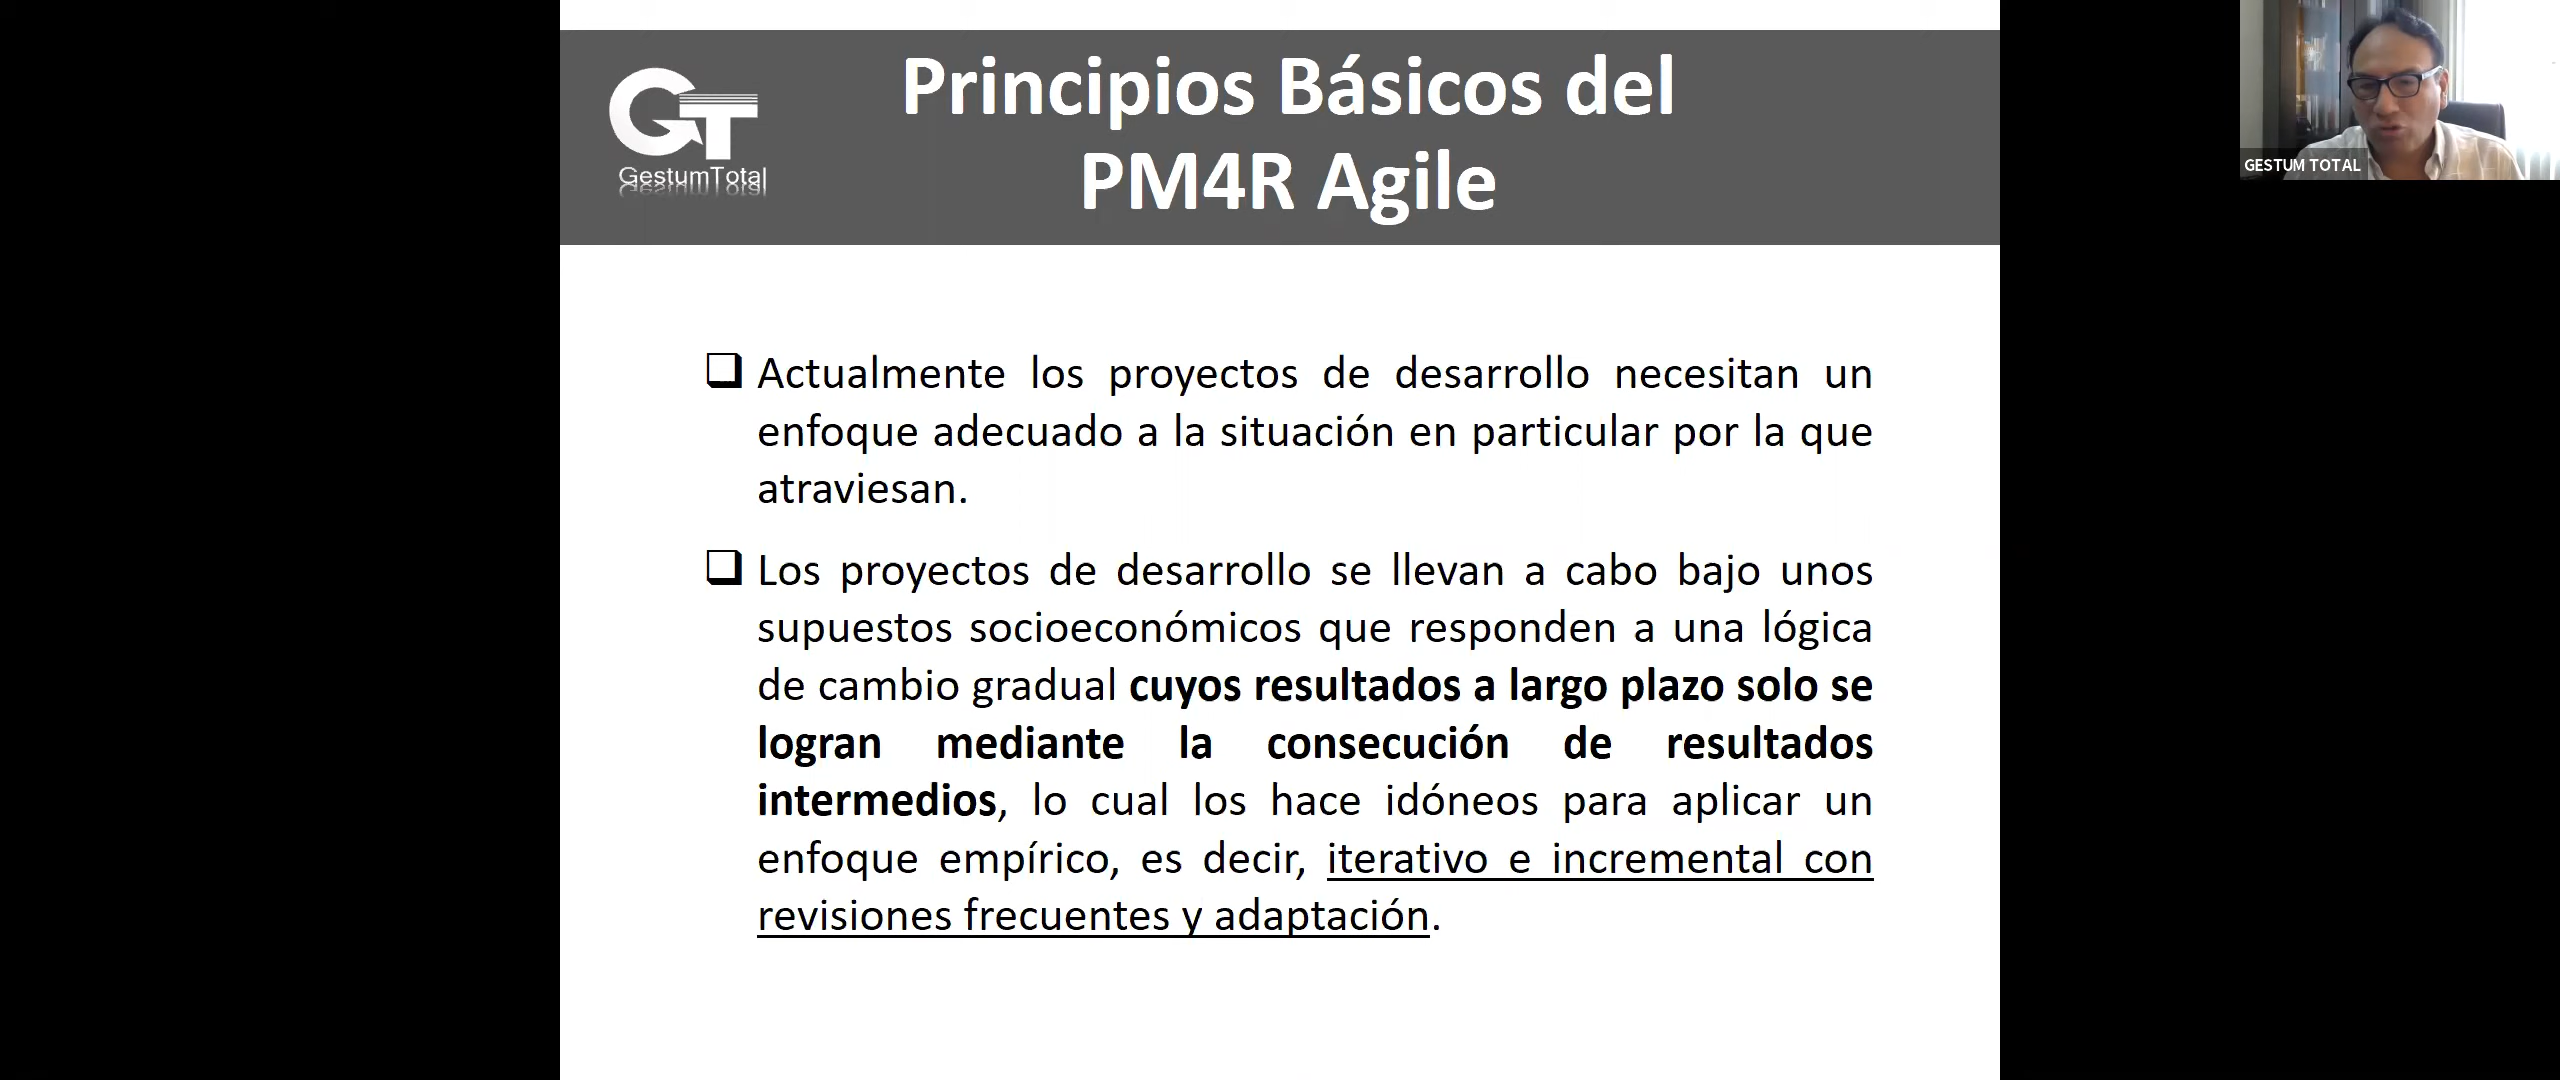 Principios Básicos del
PM4R Agile
GT
GestumTotal
GESTUM TOTAL
Actualmente los proyectos de desarrollo necesitan un
enfoque adecuado a la situación en particular por la que
atraviesan.
Los proyectos de desarrollo se llevan a cabo bajo unos
supuestos socioeconómicos que responden a una lógica
de cambio gradual cuyos resultados a largo plazo solo se
logran mediante la consecución de resultados
intermedios, lo cual los hace idóneos para aplicar un
enfoque empírico, es decir, iterativo e incremental con
revisiones frecuentes y adaptación.